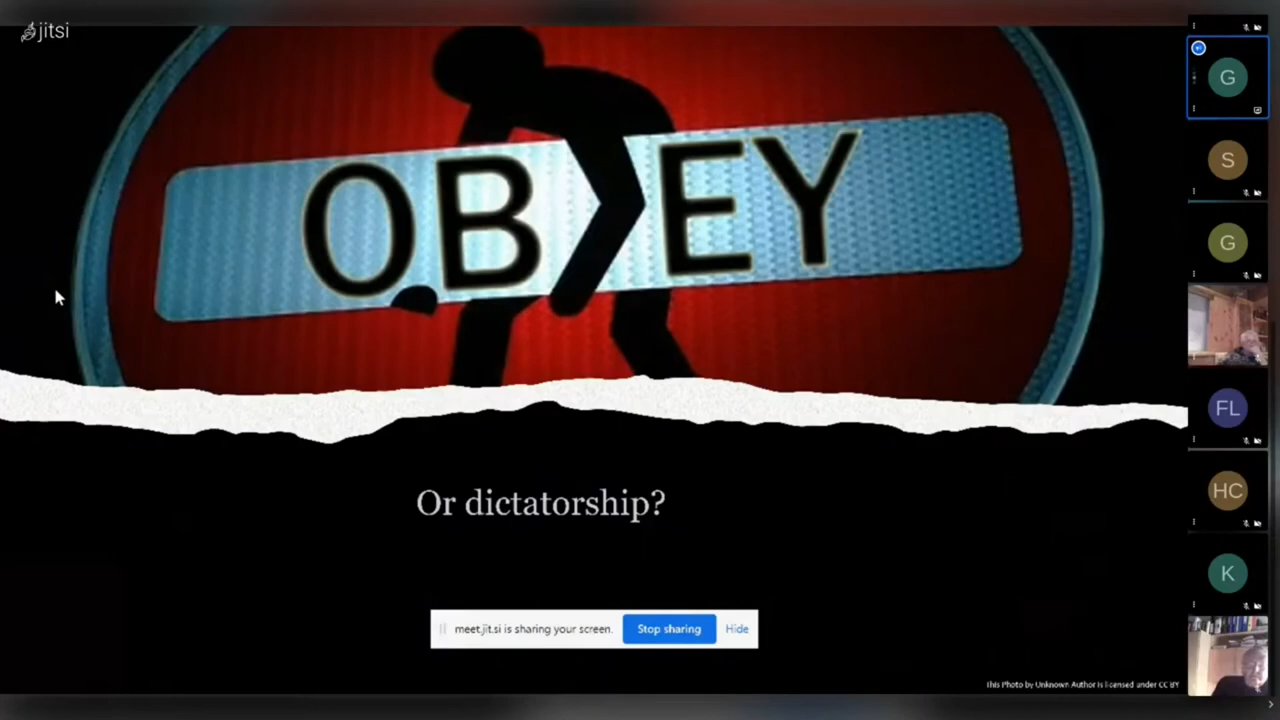 jitsi
OBEY
Or dictatorship?
meet.jit.si is sharing your screen.
Stop sharing
Hide
This Photo by Unknown Author is licensed under CC BY
G
S
G
FL
HC
K